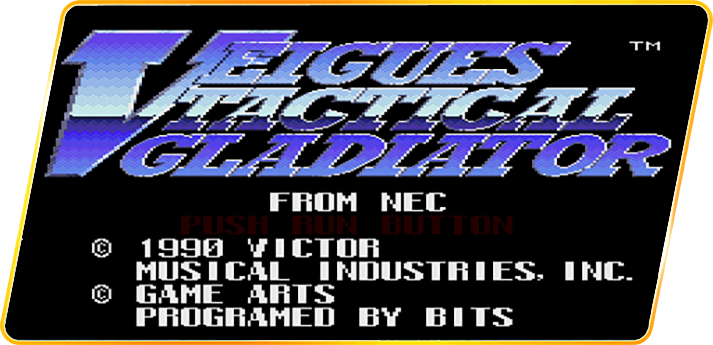 VEIGUES ™
TACTICAL
GLADIATOR
FROM NEC
PUSH RUN BUTTON
© 1990 VICTOR
MUSICAL INDUSTRIES, INC.
© GAME ARTS
PROGRAMED BY BITS